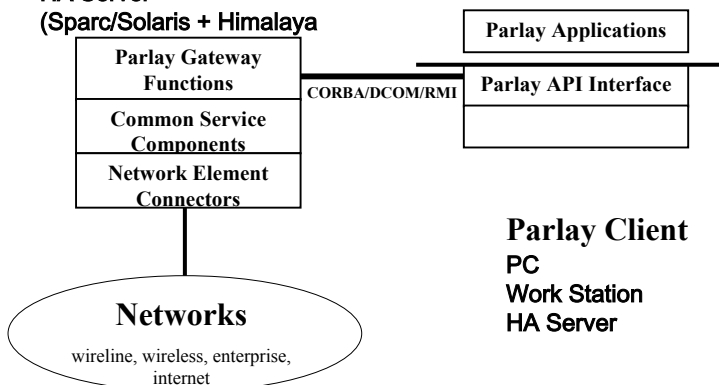 (Sparc/Solaris + Himalaya
Parlay Gateway
Functions
Common Service
Components
Network Element
Connectors
CORBA/DCOM/RMI
Parlay Applications
Parlay API Interface
Networks
wireline, wireless, enterprise,
internet
Parlay Client
PC
Work Station
HA Server